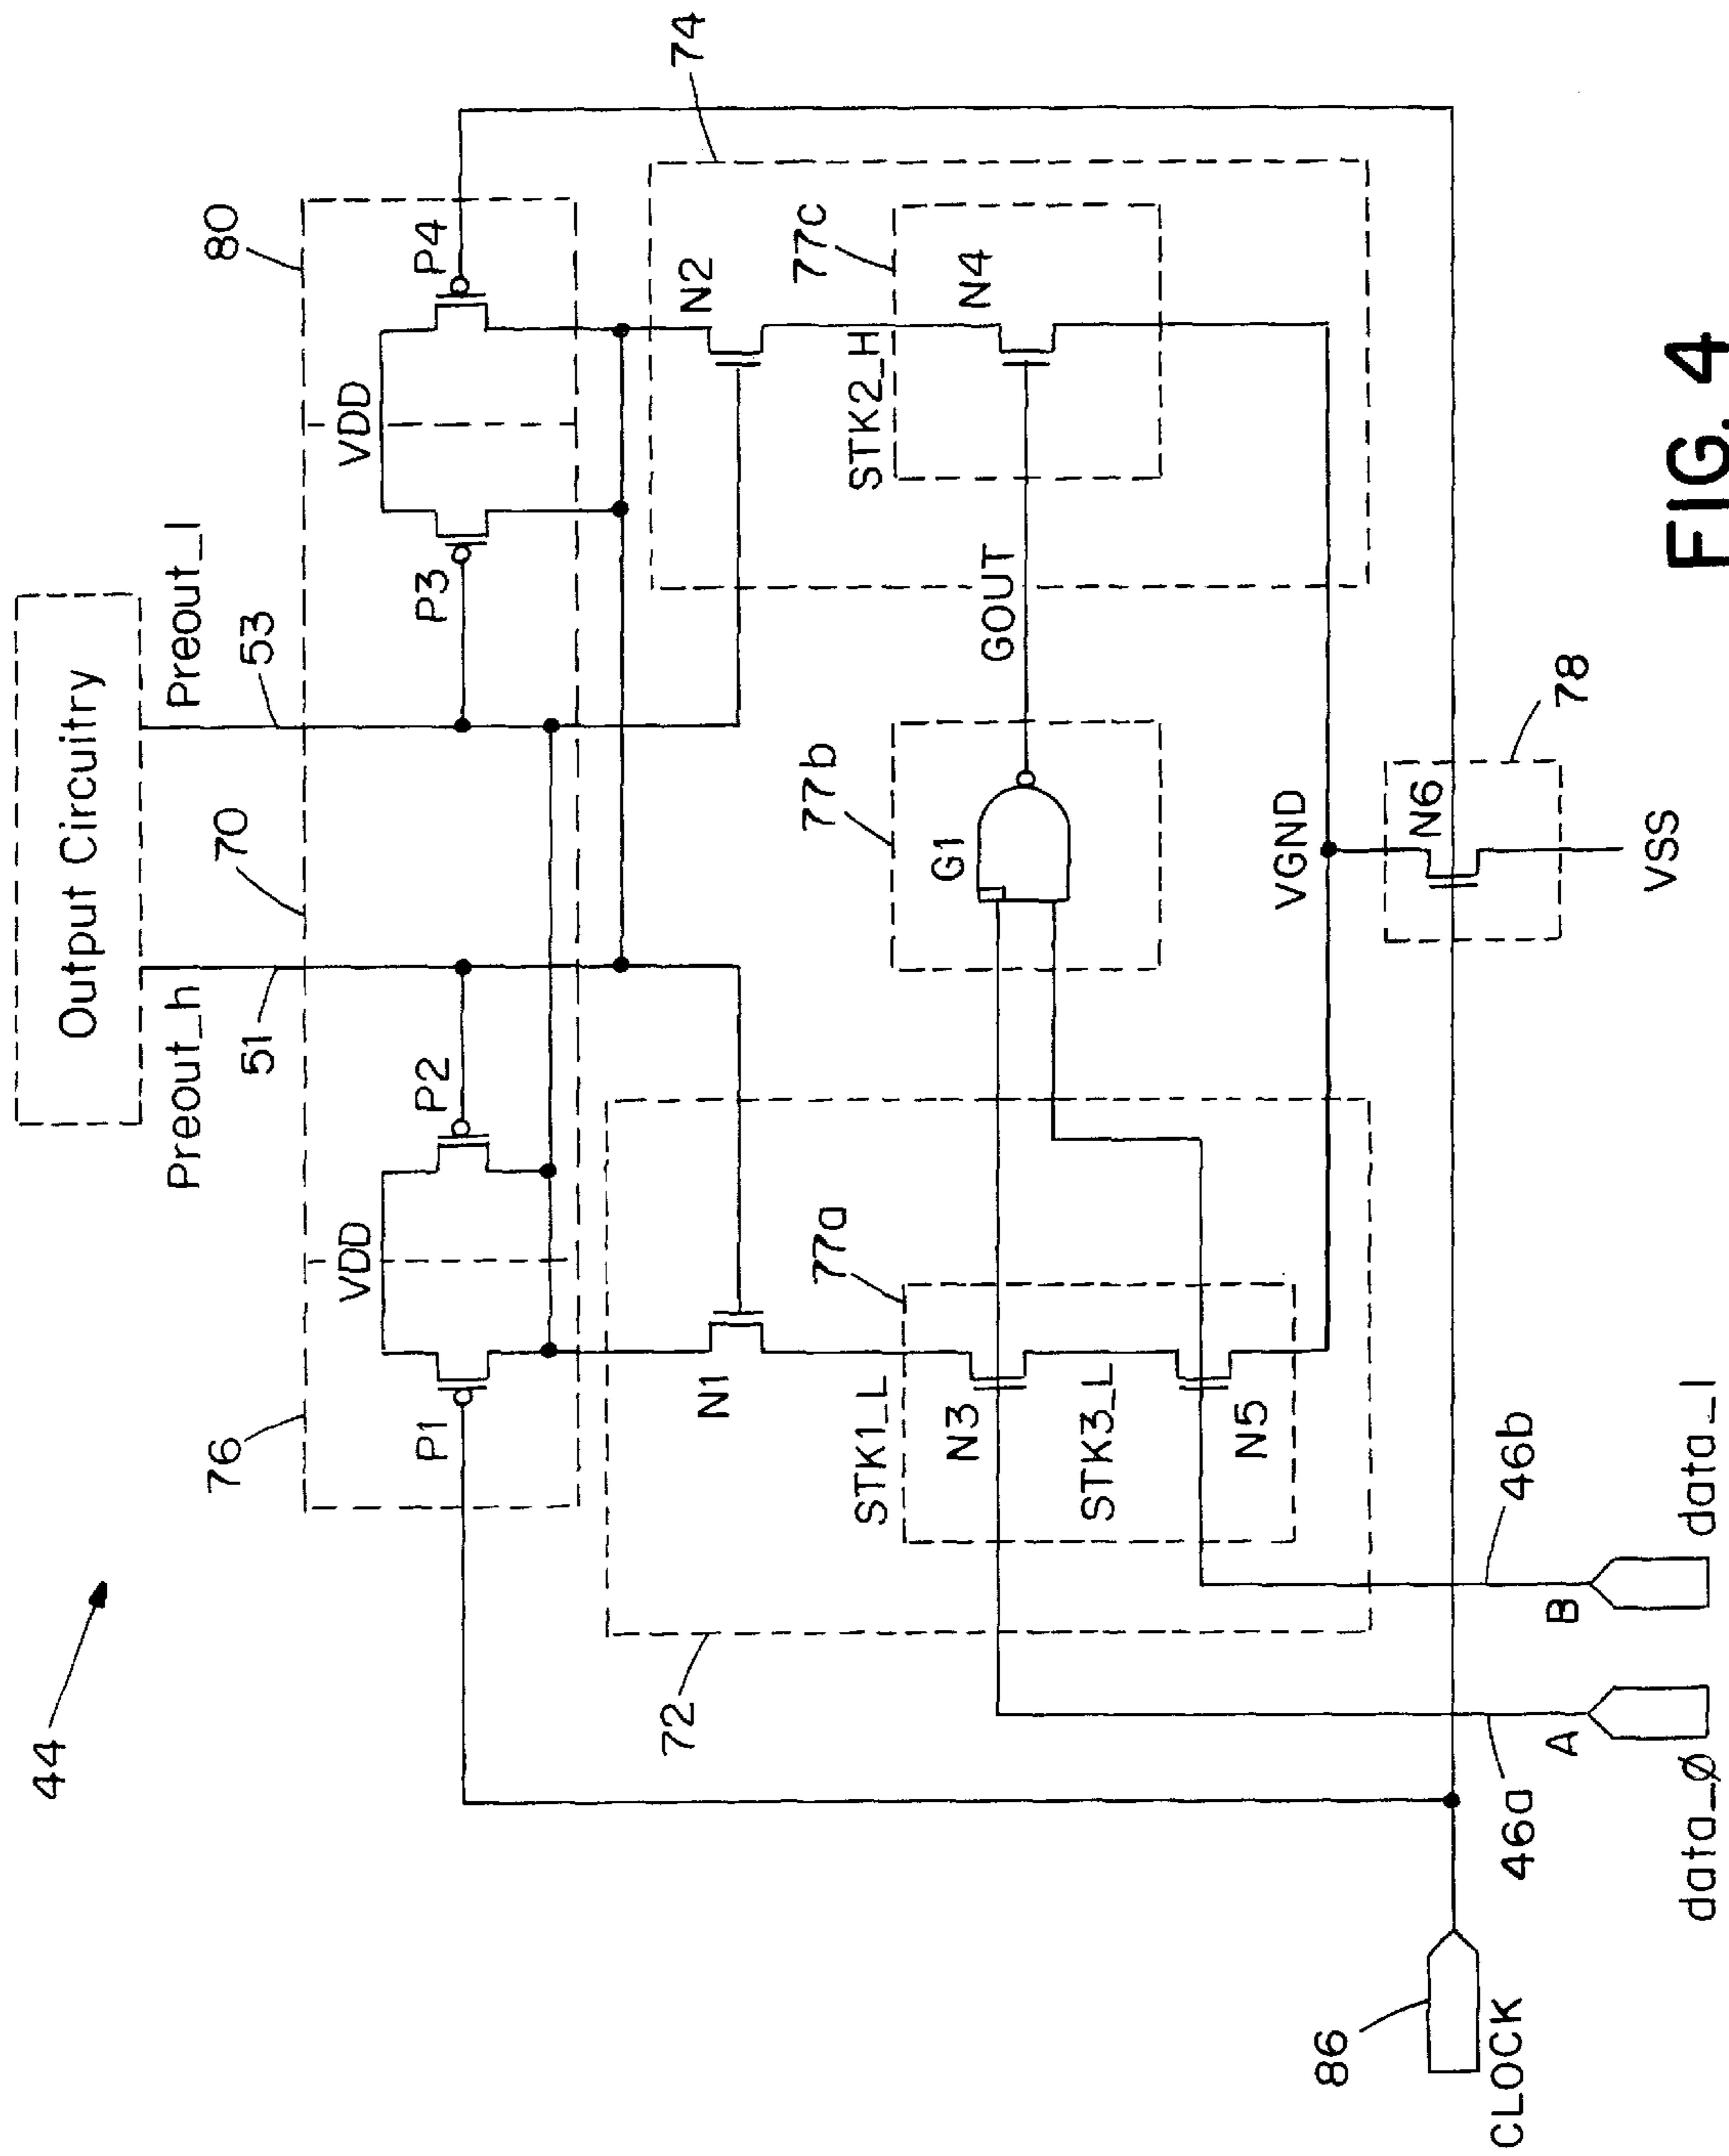 44
Output Circuitry
Preout_h
Preout_l
51
53
70
76
80
74
VDD
VDD
P1
P2
P3
P4
N1
N2
72
77a
77b
77c
STK1_L
STK2_H
N3
G1
GOUT
N4
STK3_L
N5
VGND
N6
78
VSS
86
CLOCK
46a
46b
A
B
data_Ø
data_l
FIG. 4